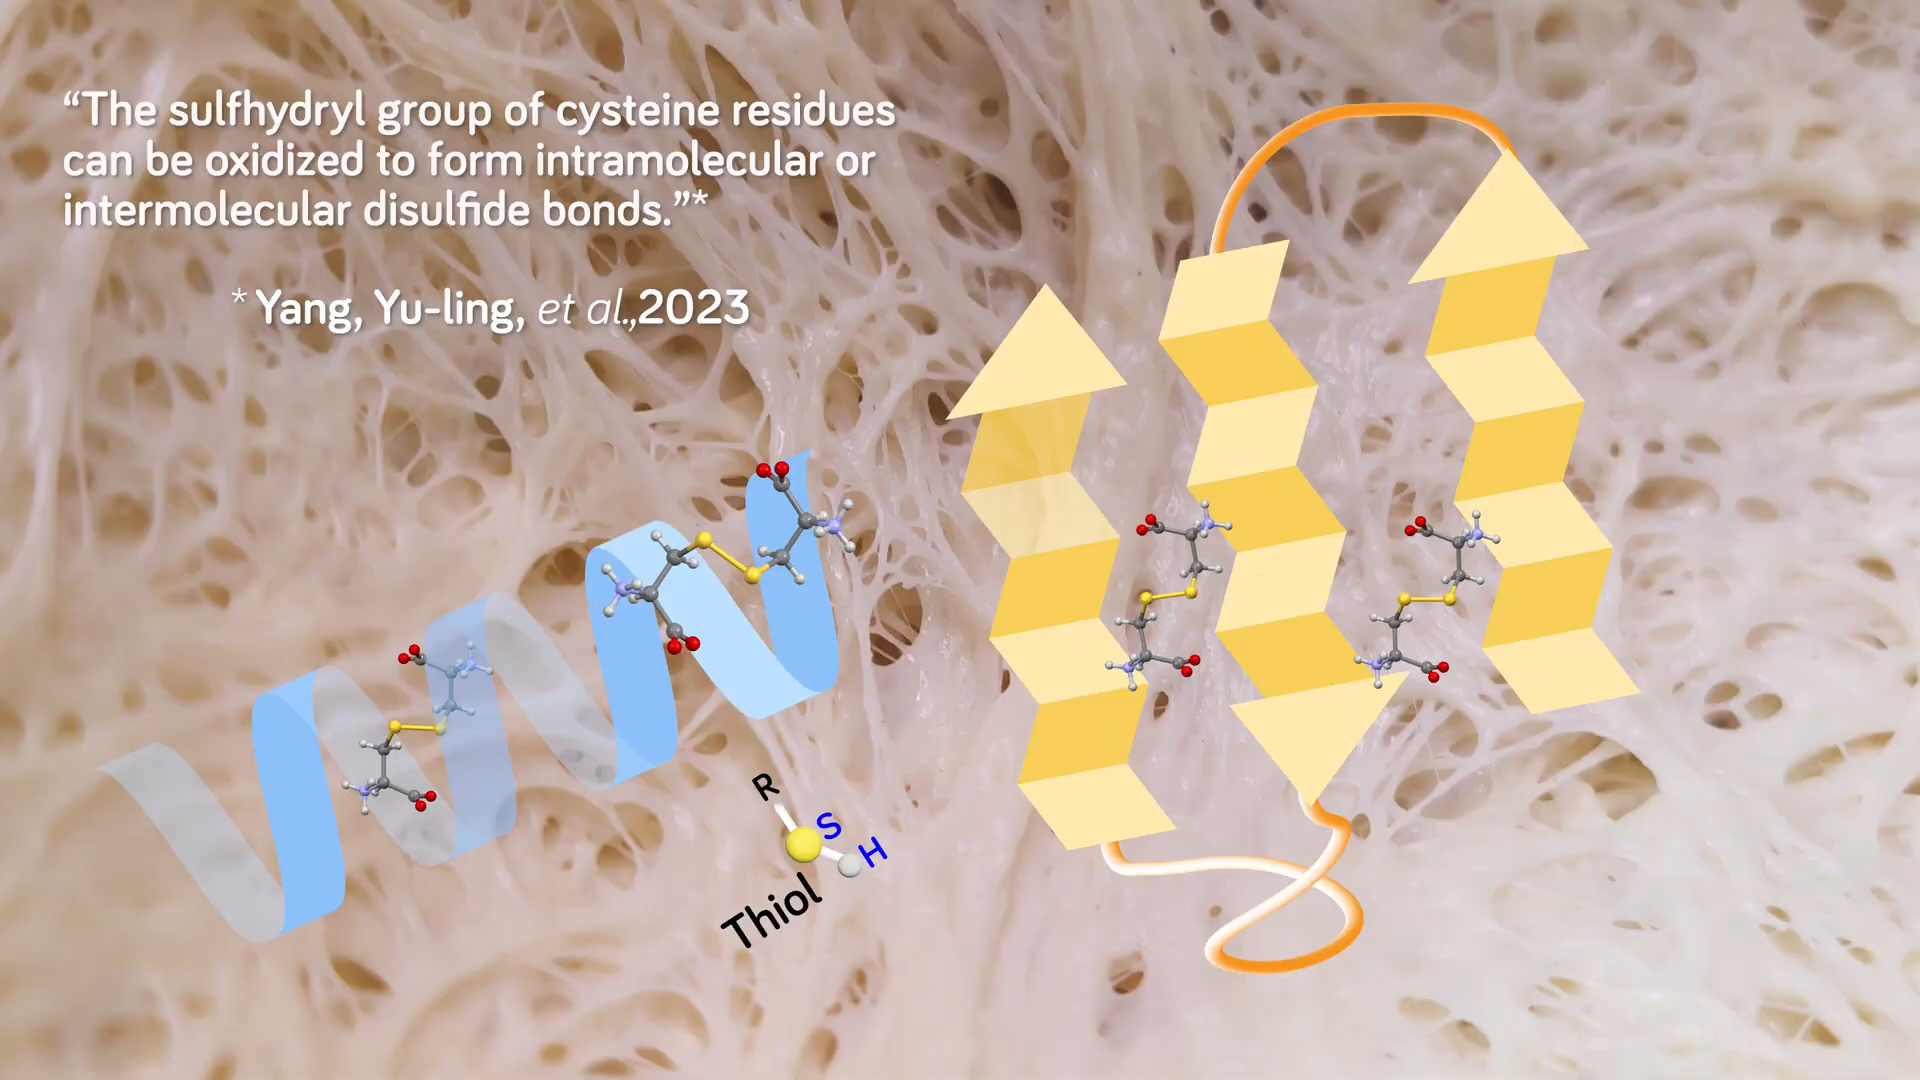 “The sulfhydryl group of cysteine residues
can be oxidized to form intramolecular or
intermolecular disulfide bonds.”*
* Yang, Yu-ling, et al.,2023
R
S
H
Thiol